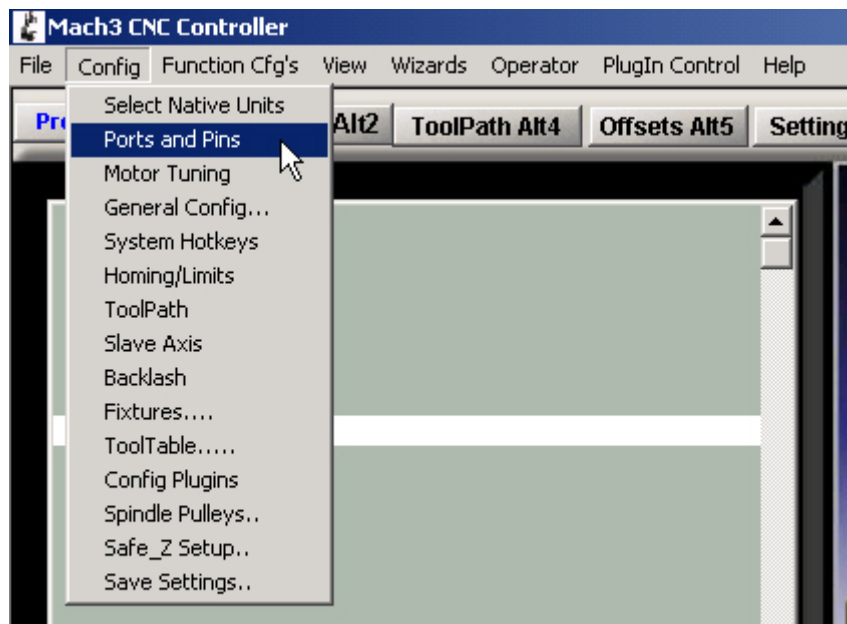 Mach3 CNC Controller
File Config Function Cfg's View Wizards Operator PlugIn Control Help
Alt2 ToolPath Alt4 Offsets Alt5
Select Native Units
Ports and Pins
Motor Tuning
General Config...
System Hotkeys
Homing/Limits
ToolPath
Slave Axis
Backlash
Fixtures....
ToolTable.....
Config Plugins
Spindle Pulleys..
Safe_Z Setup..
Save Settings..